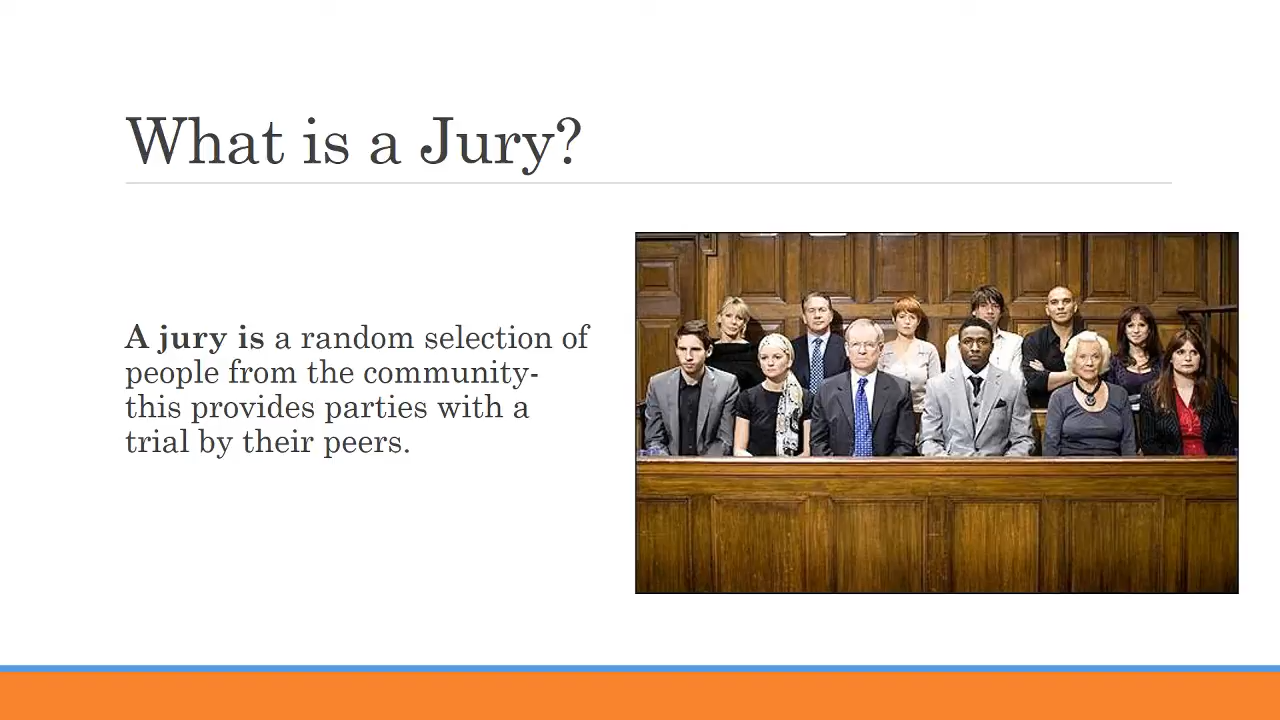 What is a Jury?
A jury is a random selection of
people from the community-
this provides parties with a
trial by their peers.